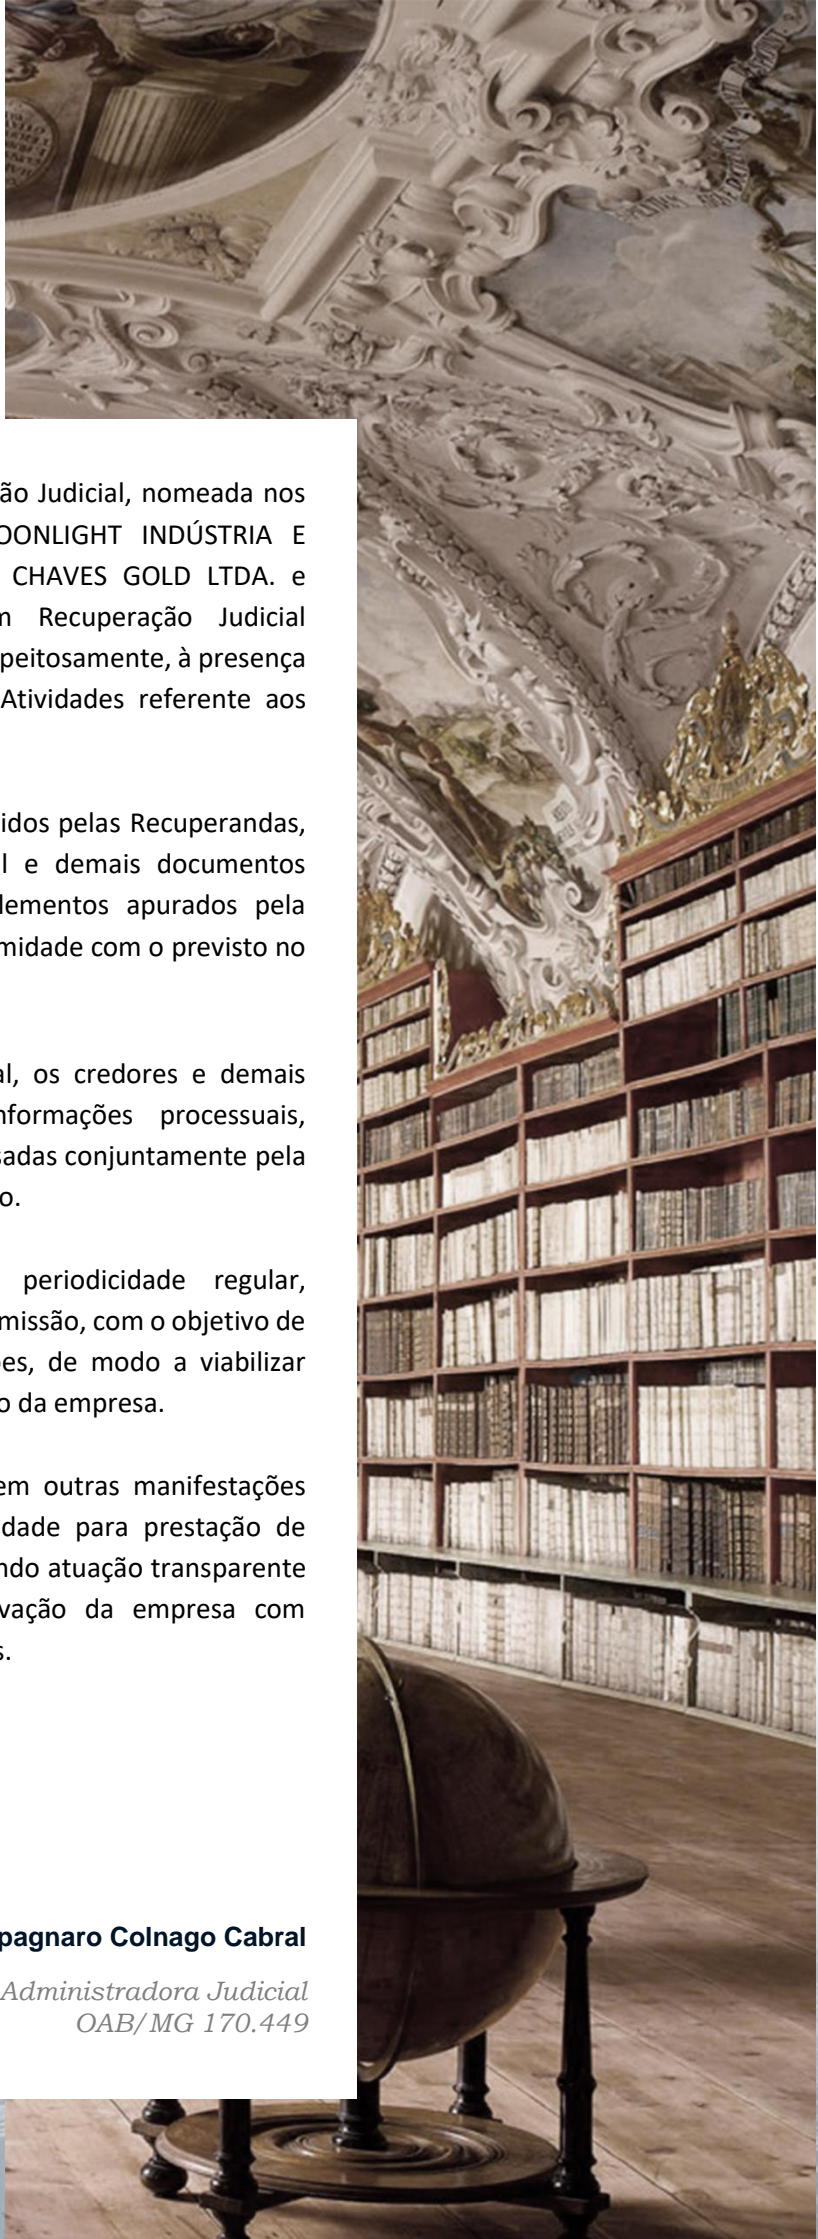 ão Judicial, nomeada nos
OONLIGHT INDÚSTRIA E
CHAVES GOLD LTDA. e
m Recuperação Judicial
peitosamente, à presença
Atividades referente aos
idos pelas Recuperandas,
l e demais documentos
lementos apurados pela
midade com o previsto no
al, os credores e demais
nformações processuais,
sadas conjuntamente pela
o.
periodicidade regular,
missão, com o objetivo de
es, de modo a viabilizar
o da empresa.
em outras manifestações
dade para prestação de
ndo atuação transparente
vação da empresa com
s.
pagnaro Colnago Cabral
Administradora Judicial
OAB/MG 170.449